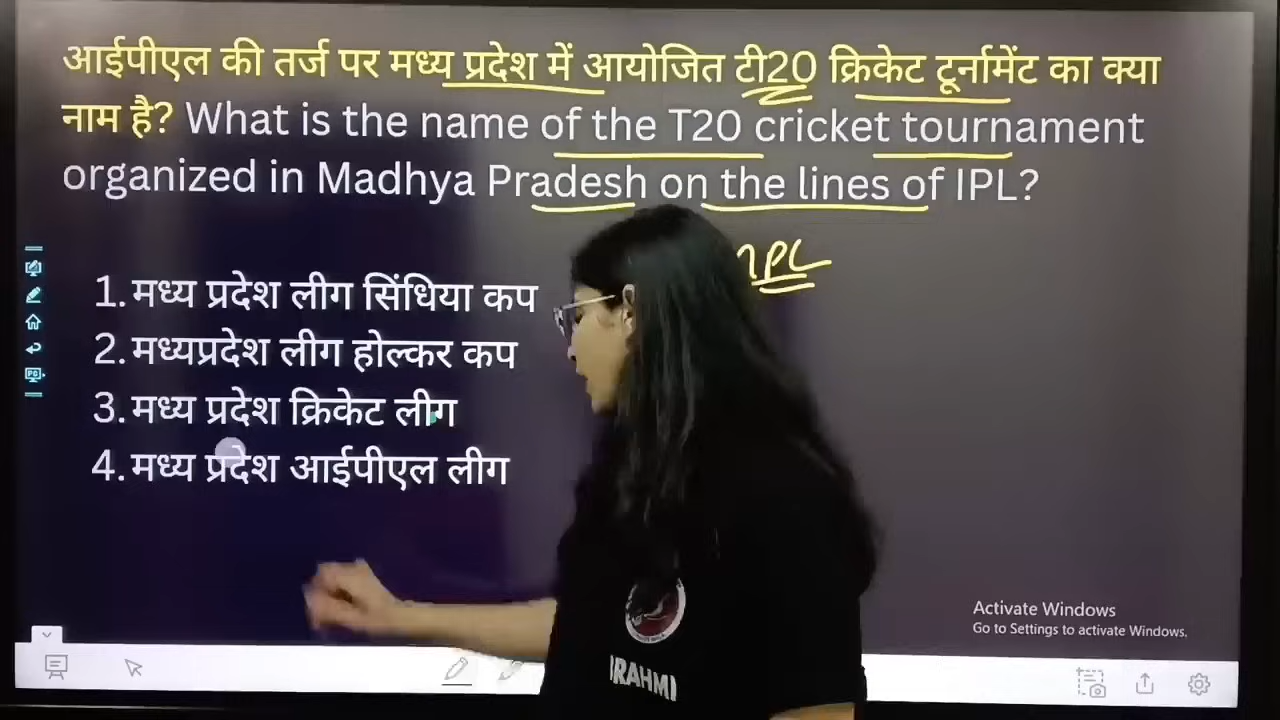 आईपीएल की तर्ज पर मध्य प्रदेश में आयोजित टी20 क्रिकेट टूर्नामेंट का क्या
नाम है? What is the name of the T20 cricket tournament
organized in Madhya Pradesh on the lines of IPL?
1. मध्य प्रदेश लीग सिंधिया कप
2. मध्यप्रदेश लीग होल्कर कप
3. मध्य प्रदेश क्रिकेट लीग
4. मध्य प्रदेश आईपीएल लीग
Activate Windows
Go to Settings to activate Windows.